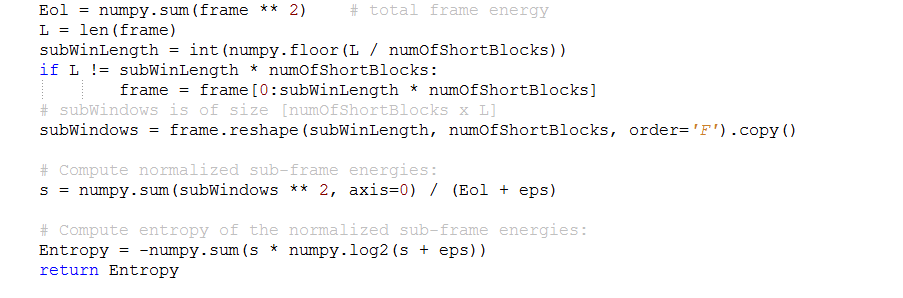 Eol = numpy.sum(frame ** 2)    # total frame energy
L = len(frame)
subWinLength = int(numpy.floor(L / numOfShortBlocks))
if L != subWinLength * numOfShortBlocks:
        frame = frame[0:subWinLength * numOfShortBlocks]
# subWindows is of size [numOfShortBlocks x L]
subWindows = frame.reshape(subWinLength, numOfShortBlocks, order='F').copy()
# Compute normalized sub-frame energies:
s = numpy.sum(subWindows ** 2, axis=0) / (Eol + eps)
# Compute entropy of the normalized sub-frame energies:
Entropy = -numpy.sum(s * numpy.log2(s + eps))
return Entropy